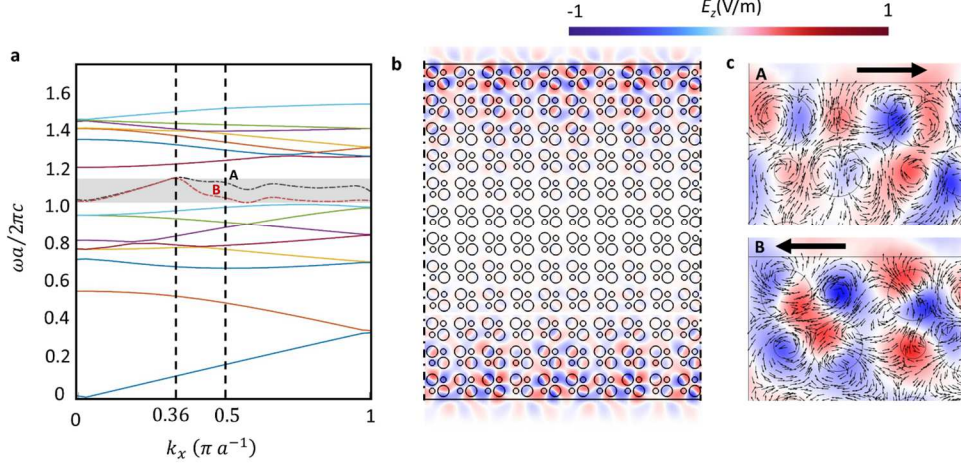 E_z(V/m)
-1
1
a
b
c
A
B
A
B
1.6
1.4
1.2
1.0
0.8
0.6
0.4
0.2
0
ωa/2πc
0
0.36
0.5
1
k_x (π a⁻¹)